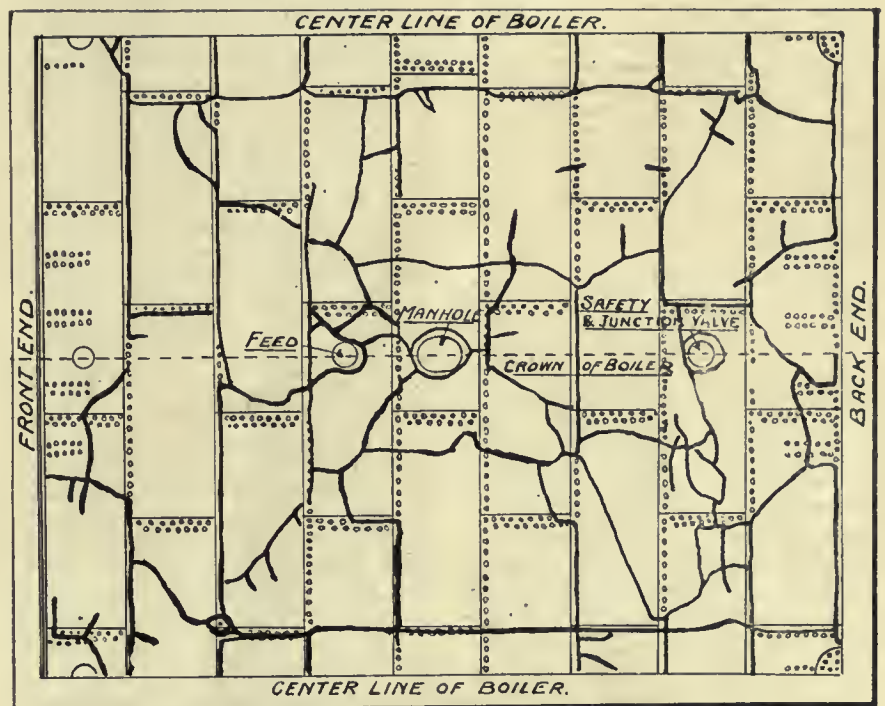 CENTER LINE OF BOILER.
FRONT END.
FEED
MANHOLE
SAFETY
& JUNCTION VALVE
CROWN OF BOILER
BACK END.
CENTER LINE OF BOILER.